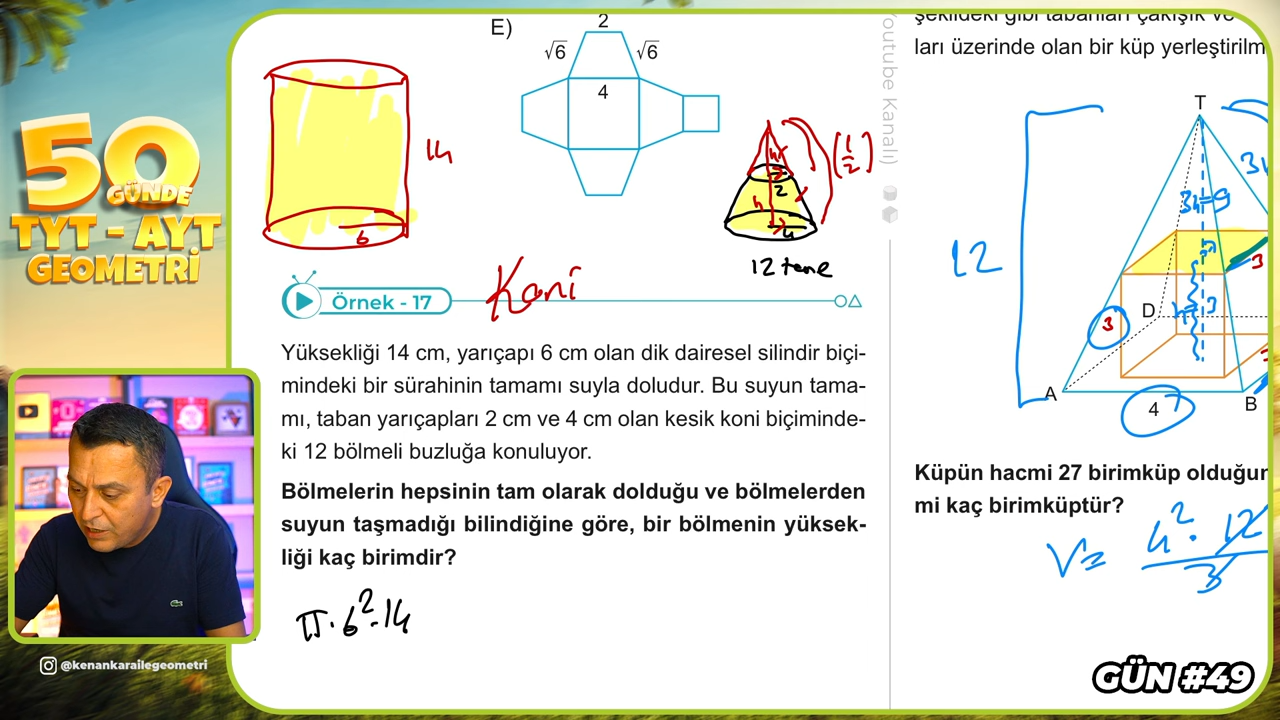 50
GÜNDE
TYT - AYT
GEOMETRİ
@kenankarailegeometri
E)
2
√6
√6
4
14
6
h
2
h
4
(1/2)
12 tane
Koni
Örnek - 17
Yüksekliği 14 cm, yarıçapı 6 cm olan dik dairesel silindir biçi-
mindeki bir sürahinin tamamı suyla doludur. Bu suyun tama-
mı, taban yarıçapları 2 cm ve 4 cm olan kesik koni biçiminde-
ki 12 bölmeli buzluğa konuluyor.
Bölmelerin hepsinin tam olarak dolduğu ve bölmelerden
suyun taşmadığı bilindiğine göre, bir bölmenin yüksek-
liği kaç birimdir?
π.6².14
outube Kanalı)
şekildeki gibi tabanları çakışık ve
ları üzerinde olan bir küp yerleştirilm
T
3h=9
12
D
3
3
A
4
B
Küpün hacmi 27 birimküp olduğun
mi kaç birimküptür?
V= 4².12/3
GÜN #49